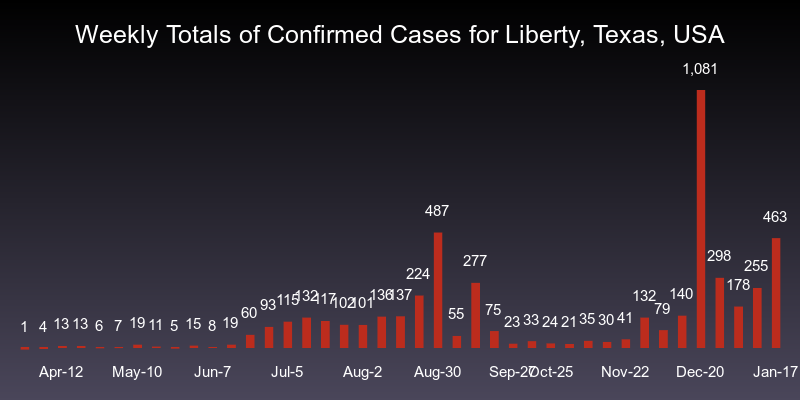 Weekly Totals of Confirmed Cases for Liberty, Texas, USA
1 4 13 13 6 7 19 11 5 15 8 19 60 93 115 132 117 102 101 136 137 224 487 55 277 75 23 33 24 21 35 30 41 132 79 140 1,081 298 178 255 463
Apr-12 May-10 Jun-7 Jul-5 Aug-2 Aug-30 Sep-27 Oct-25 Nov-22 Dec-20 Jan-17